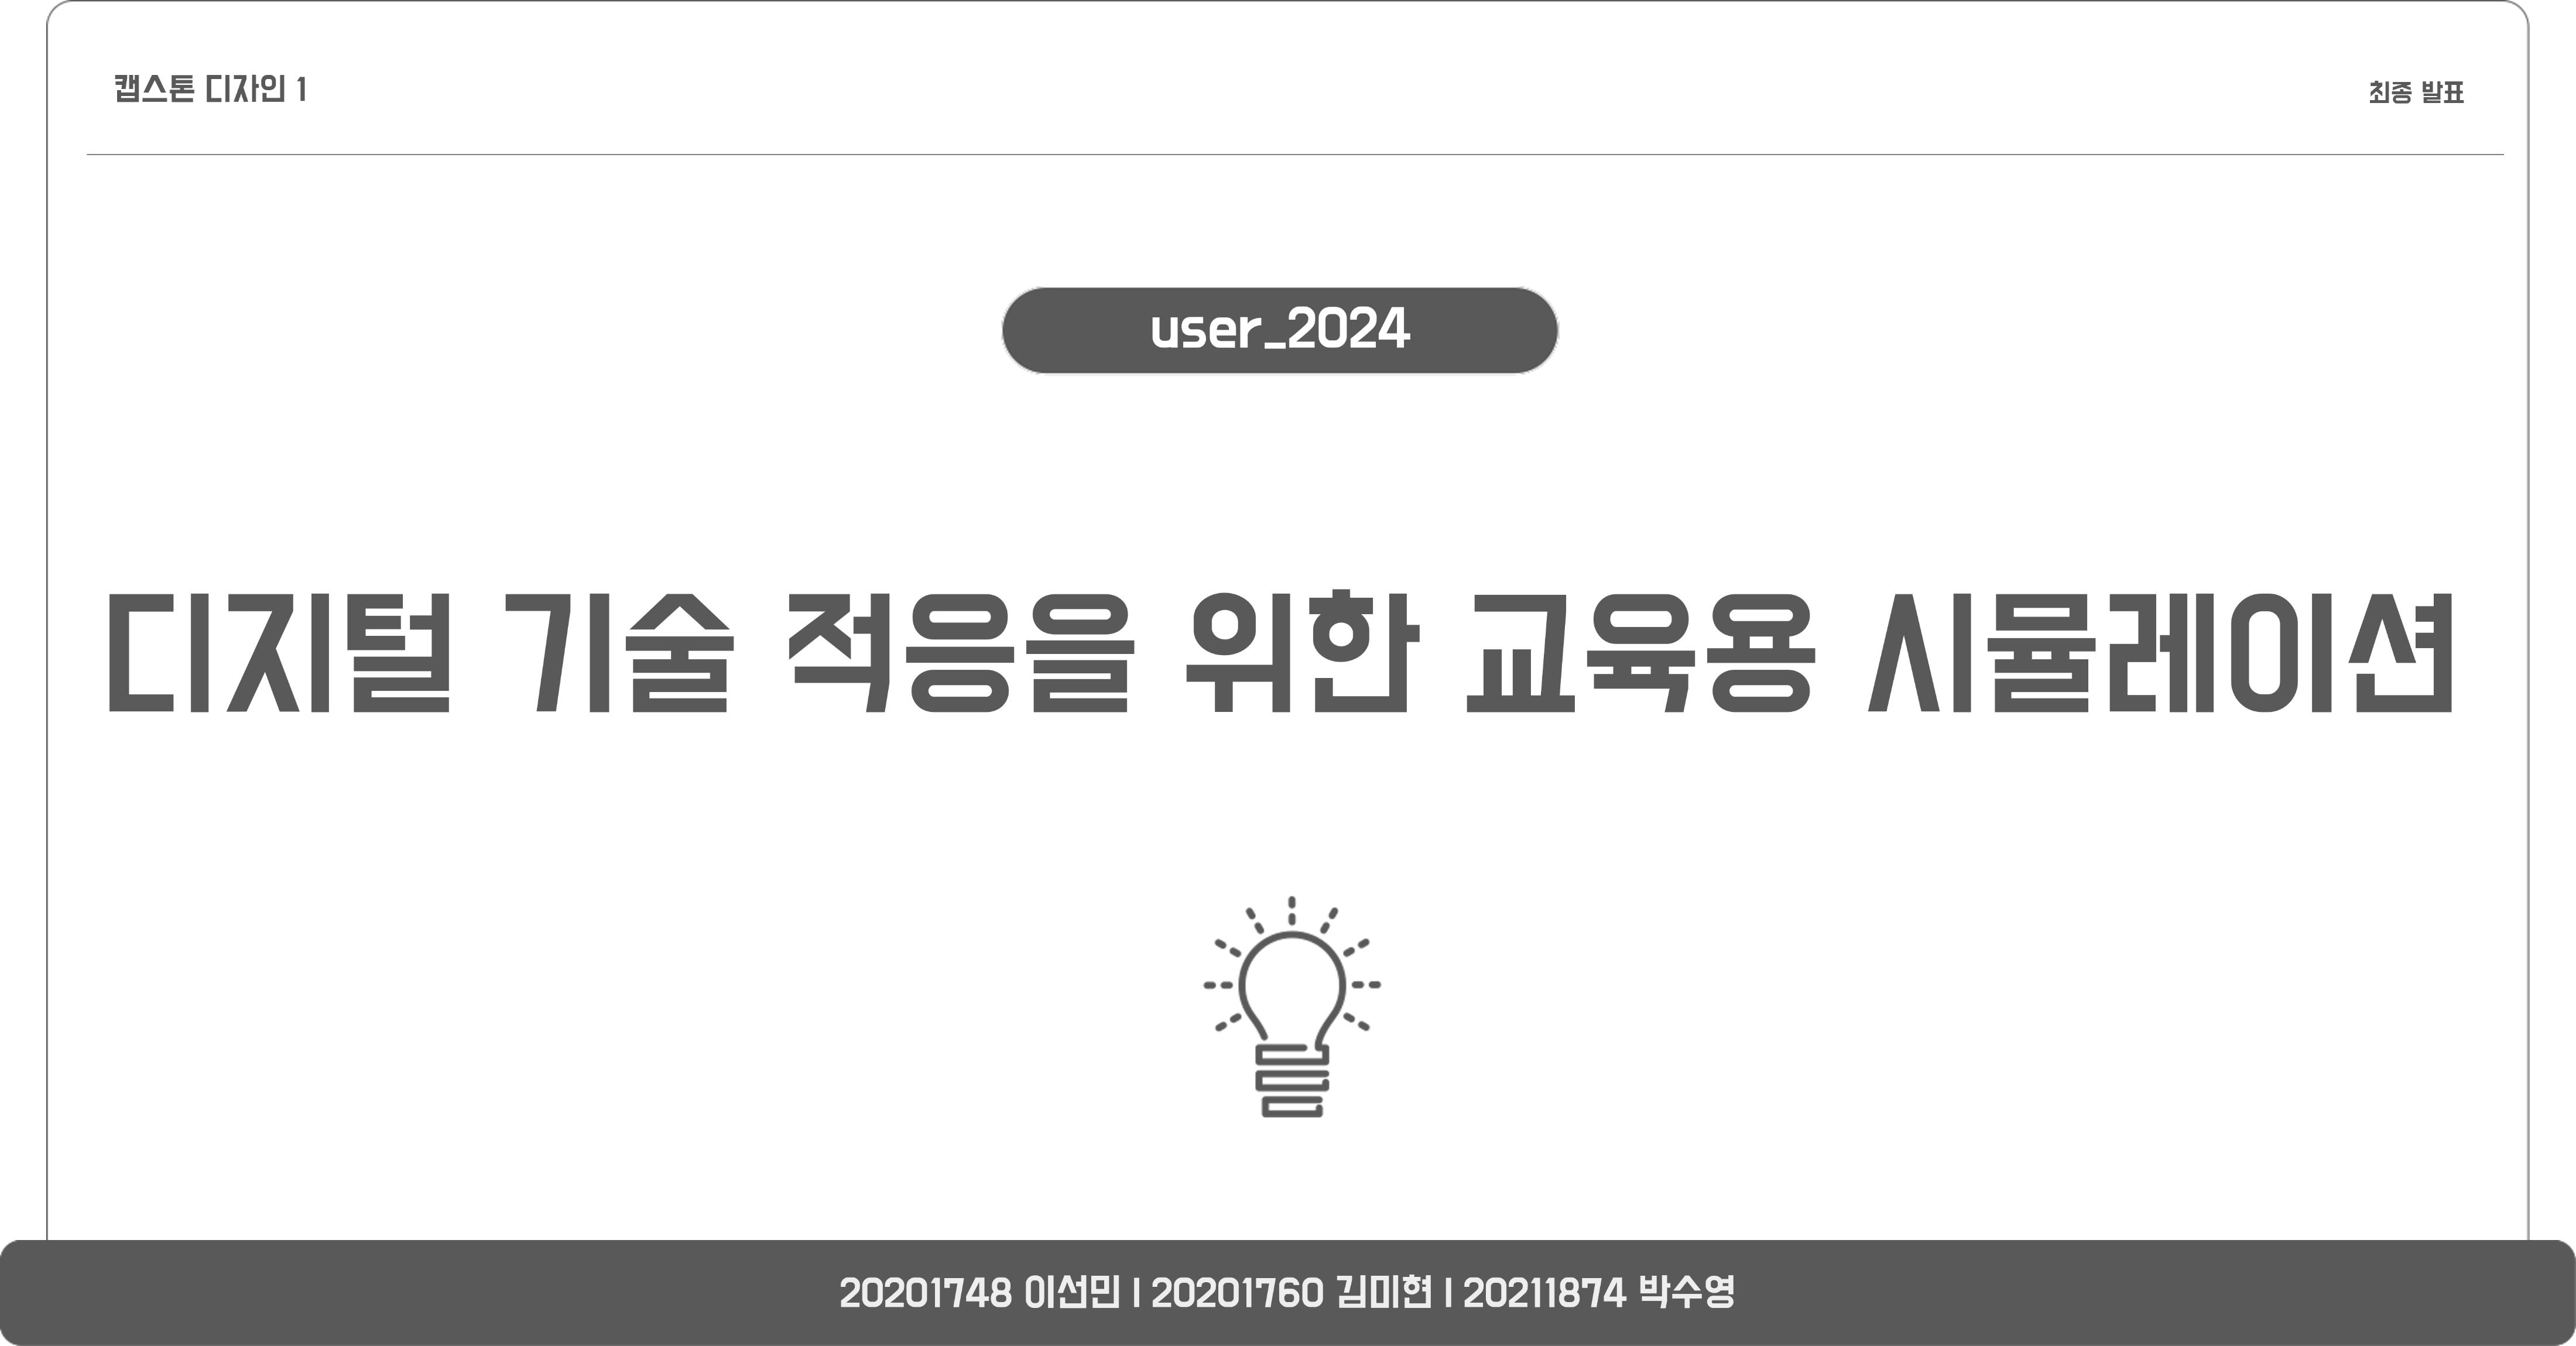 캡스톤 디자인 1
최종 발표
user_2024
디지털 기술 적응을 위한 교육용 시뮬레이션
20201748 이선민 | 20201760 김미현 | 20211874 박수영